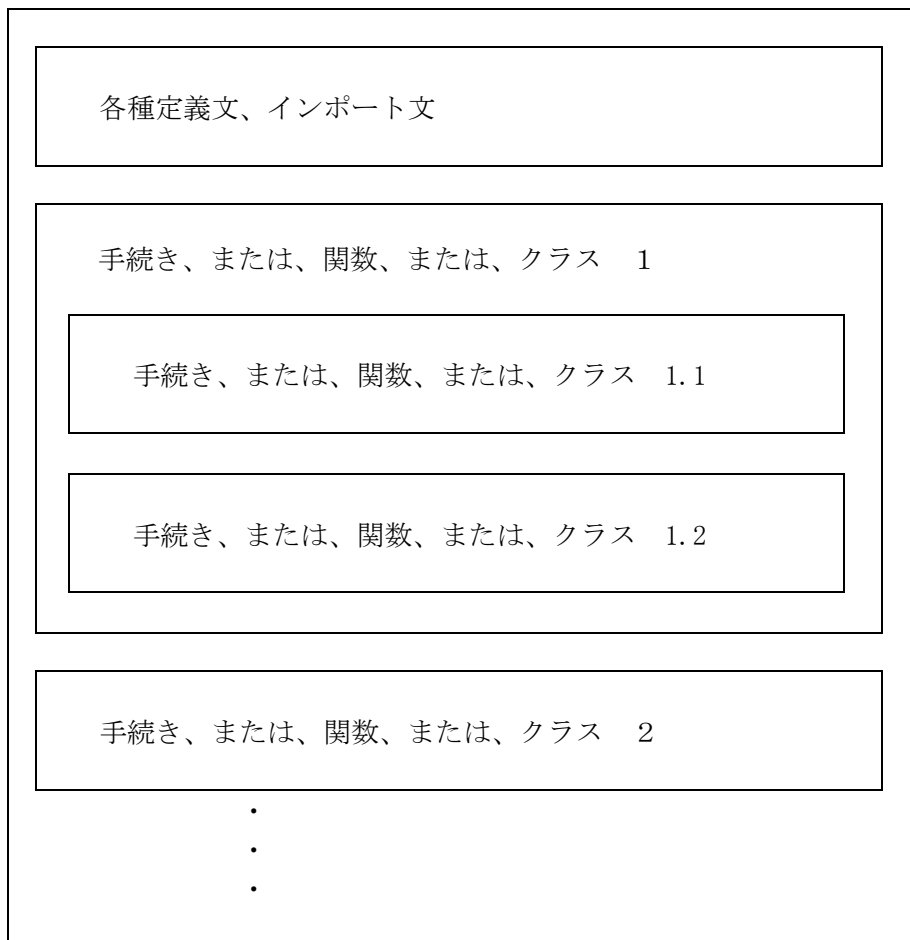 各種定義文、インポート文
手続き、または、関数、または、クラス　１
手続き、または、関数、または、クラス　1.1
手続き、または、関数、または、クラス　1.2
手続き、または、関数、または、クラス　２
・
・
・